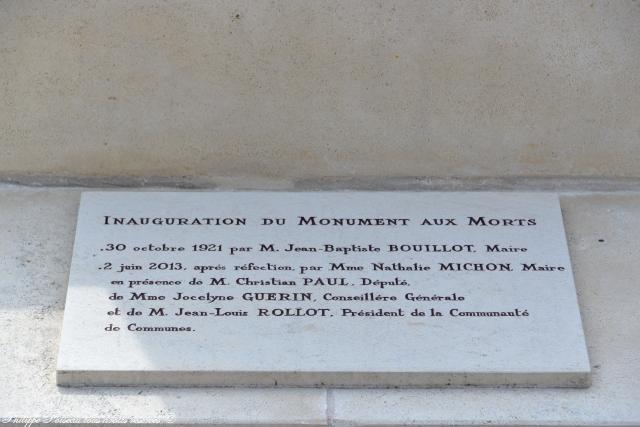 Inauguration du Monument aux Morts
.30 octobre 1921 par M. Jean-Baptiste BOUILLOT, Maire
.2 juin 2013, après réfection, par Mme Nathalie MICHON, Maire
en présence de M. Christian PAUL, Député,
de Mme Jocelyne GUERIN, Conseillère Générale
et de M. Jean-Louis ROLLOT, Président de la Communauté
de Communes.